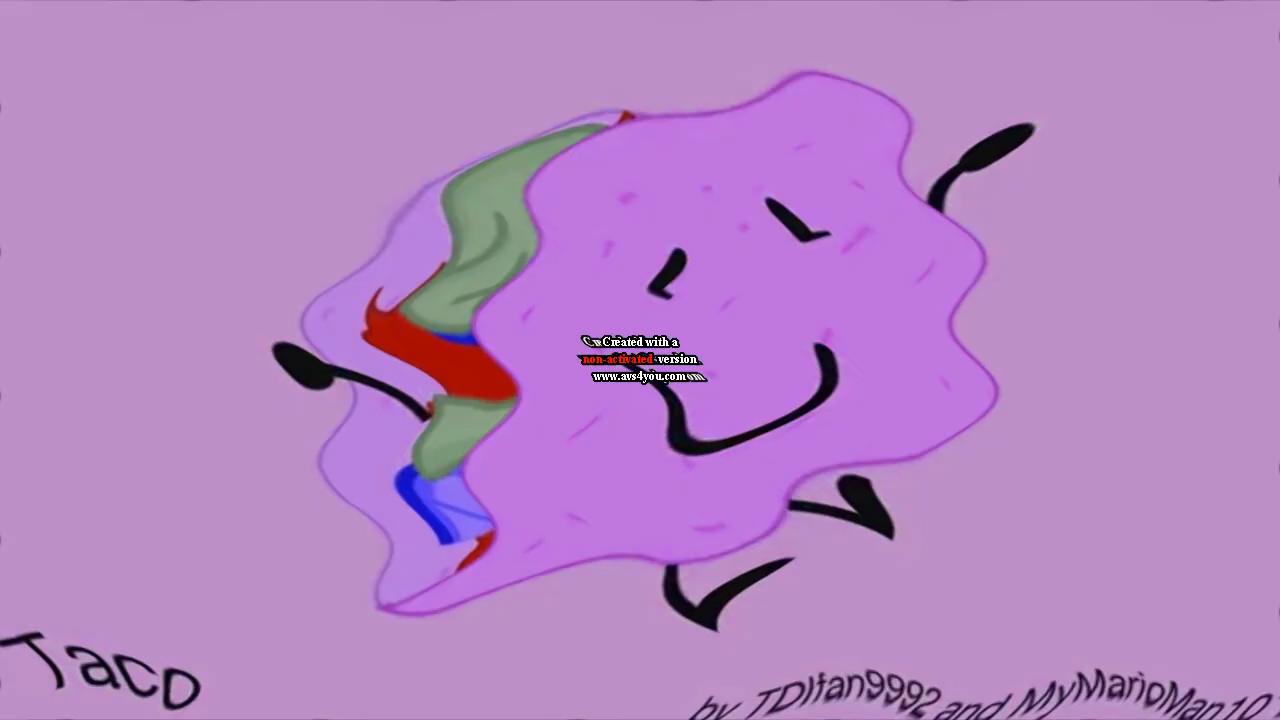 Created with a
non-activated version
www.avs4you.com
Taco
by TDIfan9992 and MyMarioMan10